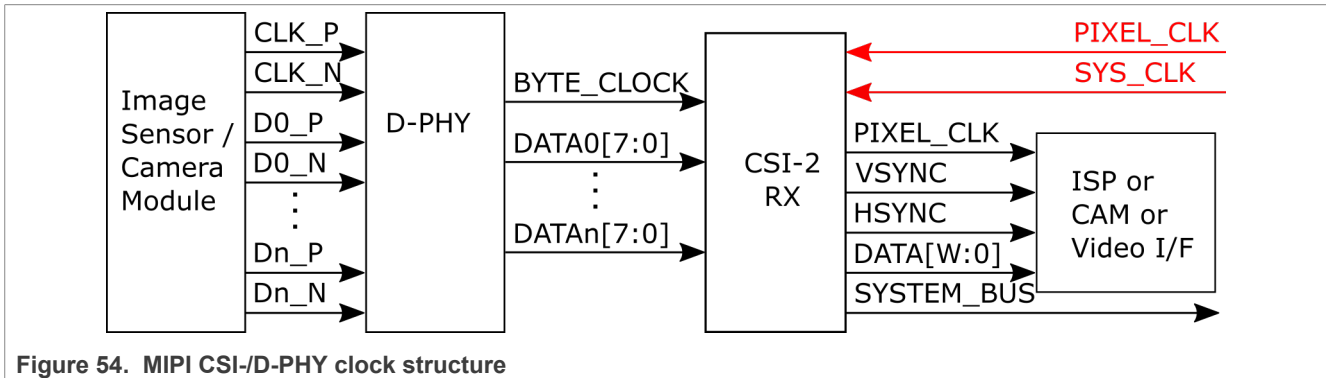 CLK_P
CLK_N
D0_P
D0_N
Dn_P
Dn_N
Image
Sensor /
Camera
Module
D-PHY
BYTE_CLOCK
DATA0[7:0]
DATAn[7:0]
CSI-2
RX
PIXEL_CLK
SYS_CLK
PIXEL_CLK
VSYNC
HSYNC
DATA[W:0]
SYSTEM_BUS
ISP or
CAM or
Video I/F
Figure 54. MIPI CSI-/D-PHY clock structure